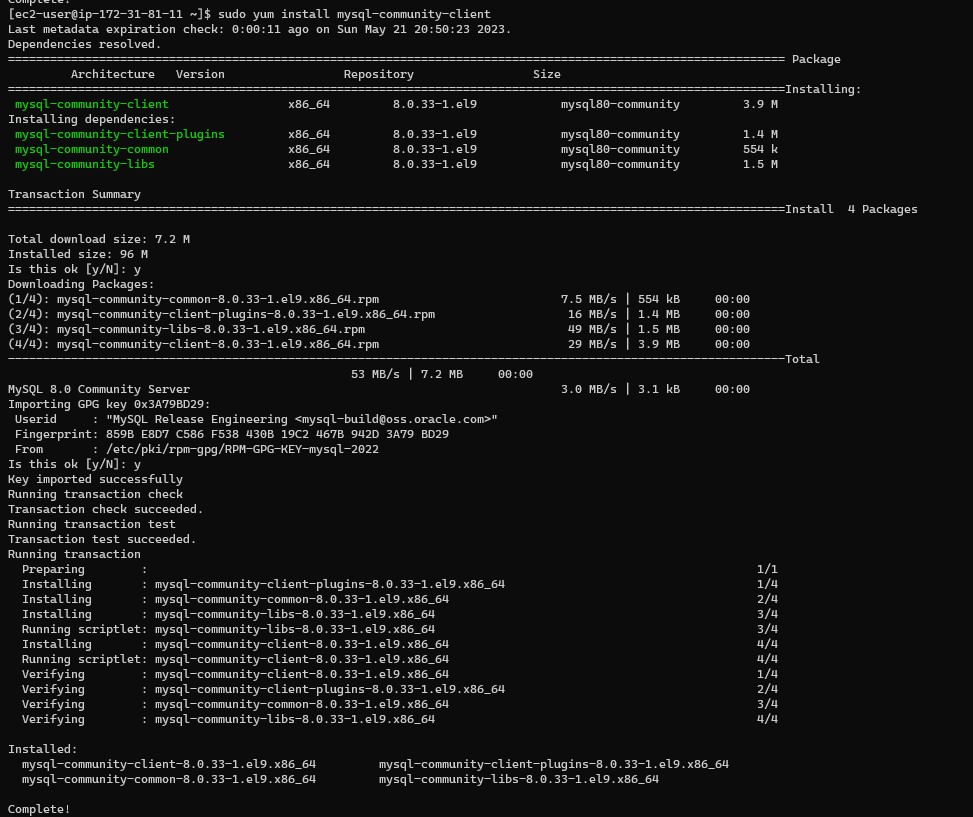 Complete!
[ec2-user@ip-172-31-81-11 ~]$ sudo yum install mysql-community-client
Last metadata expiration check: 0:00:11 ago on Sun May 21 20:50:23 2023.
Dependencies resolved.
================================================================================================================ Package
         Architecture   Version                 Repository                 Size
================================================================================================================Installing:
 mysql-community-client                 x86_64         8.0.33-1.el9            mysql80-community         3.9 M
Installing dependencies:
 mysql-community-client-plugins         x86_64         8.0.33-1.el9            mysql80-community         1.4 M
 mysql-community-common                 x86_64         8.0.33-1.el9            mysql80-community         554 k
 mysql-community-libs                   x86_64         8.0.33-1.el9            mysql80-community         1.5 M
Transaction Summary
================================================================================================================Install  4 Packages
Total download size: 7.2 M
Installed size: 96 M
Is this ok [y/N]: y
Downloading Packages:
(1/4): mysql-community-common-8.0.33-1.el9.x86_64.rpm                          7.5 MB/s | 554 kB     00:00
(2/4): mysql-community-client-plugins-8.0.33-1.el9.x86_64.rpm                   16 MB/s | 1.4 MB     00:00
(3/4): mysql-community-libs-8.0.33-1.el9.x86_64.rpm                             49 MB/s | 1.5 MB     00:00
(4/4): mysql-community-client-8.0.33-1.el9.x86_64.rpm                           29 MB/s | 3.9 MB     00:00
----------------------------------------------------------------------------------------------------------------Total
                                                 53 MB/s | 7.2 MB     00:00
MySQL 8.0 Community Server                                                     3.0 MB/s | 3.1 kB     00:00
Importing GPG key 0x3A79BD29:
 Userid     : "MySQL Release Engineering <mysql-build@oss.oracle.com>"
 Fingerprint: 859B E8D7 C586 F538 430B 19C2 467B 942D 3A79 BD29
 From       : /etc/pki/rpm-gpg/RPM-GPG-KEY-mysql-2022
Is this ok [y/N]: y
Key imported successfully
Running transaction check
Transaction check succeeded.
Running transaction test
Transaction test succeeded.
Running transaction
  Preparing        :                                                                                       1/1
  Installing       : mysql-community-client-plugins-8.0.33-1.el9.x86_64                                    1/4
  Installing       : mysql-community-common-8.0.33-1.el9.x86_64                                            2/4
  Installing       : mysql-community-libs-8.0.33-1.el9.x86_64                                              3/4
  Running scriptlet: mysql-community-libs-8.0.33-1.el9.x86_64                                              3/4
  Installing       : mysql-community-client-8.0.33-1.el9.x86_64                                            4/4
  Running scriptlet: mysql-community-client-8.0.33-1.el9.x86_64                                            4/4
  Verifying        : mysql-community-client-8.0.33-1.el9.x86_64                                            1/4
  Verifying        : mysql-community-client-plugins-8.0.33-1.el9.x86_64                                    2/4
  Verifying        : mysql-community-common-8.0.33-1.el9.x86_64                                            3/4
  Verifying        : mysql-community-libs-8.0.33-1.el9.x86_64                                              4/4
Installed:
  mysql-community-client-8.0.33-1.el9.x86_64         mysql-community-client-plugins-8.0.33-1.el9.x86_64
  mysql-community-common-8.0.33-1.el9.x86_64         mysql-community-libs-8.0.33-1.el9.x86_64
Complete!